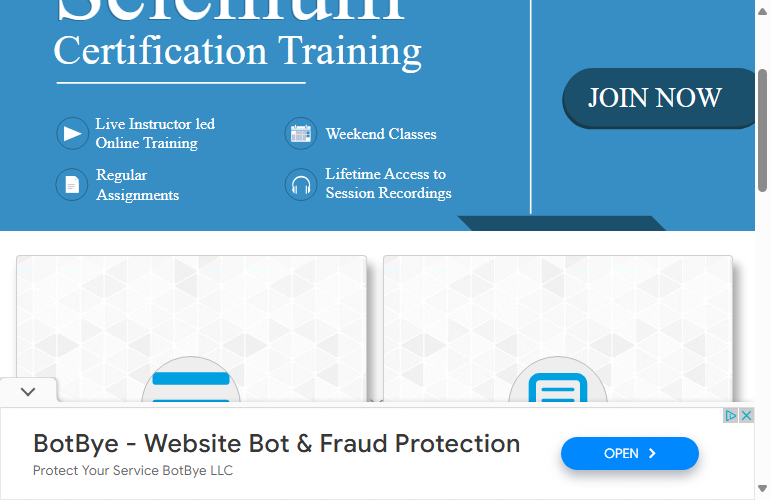 Selenium
Certification Training
JOIN NOW
Live Instructor led
Online Training
Weekend Classes
Regular
Assignments
Lifetime Access to
Session Recordings
BotBye - Website Bot & Fraud Protection
Protect Your Service BotBye LLC
OPEN